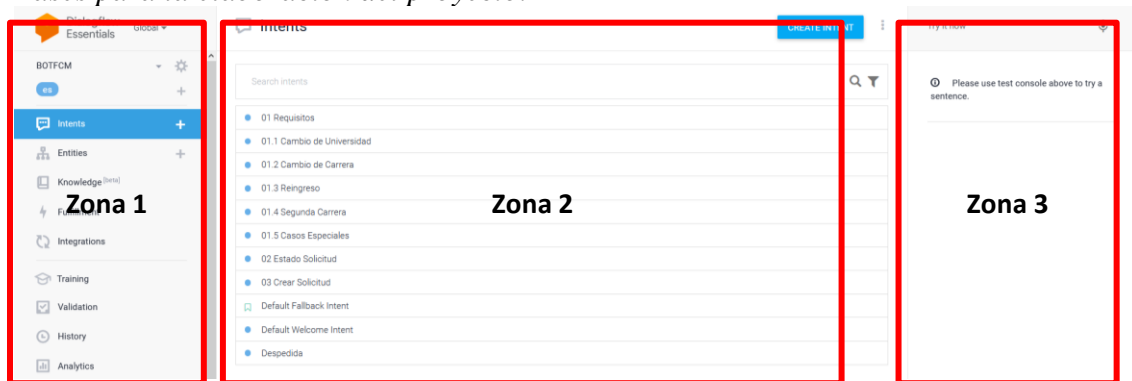 Essentials
Global
BOTFCM
es
Intents
Entities
Knowledge [beta]
Zona 1
Integrations
Training
Validation
History
Analytics
Intents
CREATE INTENT
Search intents
01 Requisitos
01.1 Cambio de Universidad
01.2 Cambio de Carrera
01.3 Reingreso
01.4 Segunda Carrera
Zona 2
01.5 Casos Especiales
02 Estado Solicitud
03 Crear Solicitud
Default Fallback Intent
Default Welcome Intent
Despedida
Try it now
Please use test console above to try a
sentence.
Zona 3